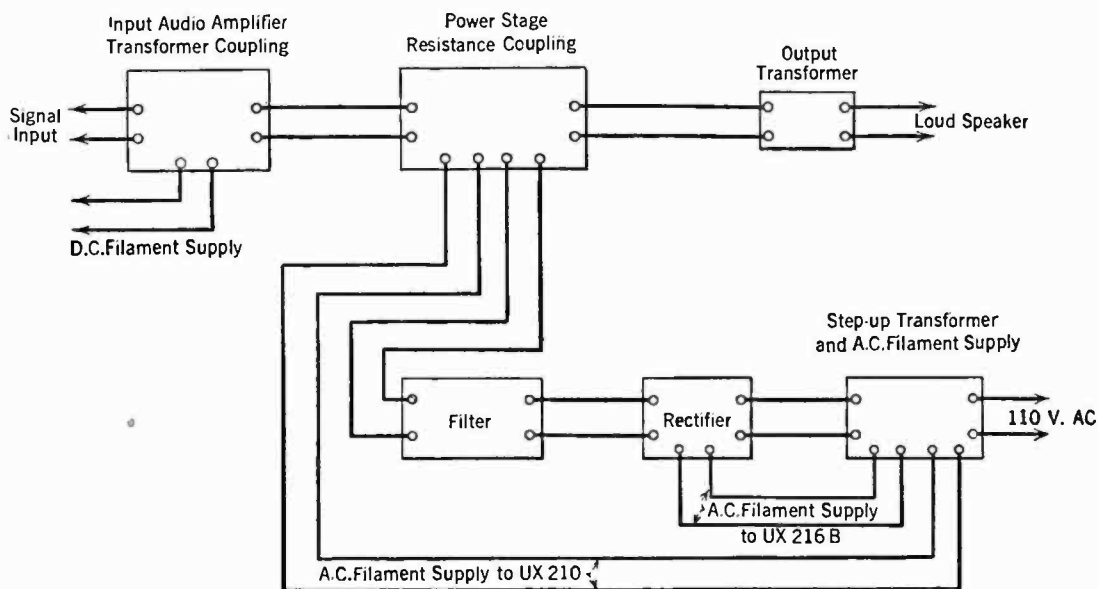 Input Audio Amplifier
Transformer Coupling
Power Stage
Resistance Coupling
Output
Transformer
Signal
Input
Loud Speaker
D.C.Filament Supply
Step-up Transformer
and A.C.Filament Supply
Filter
Rectifier
110 V. AC
A.C.Filament Supply
to UX 216 B
A.C.Filament Supply to UX 210